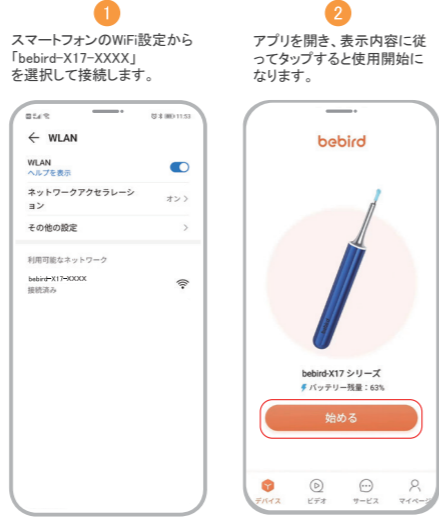 1
スマートフォンのWiFi設定から
「bebird-X17-XXXX」
を選択して接続します。
11:53
← WLAN
WLAN
ヘルプを表示
ネットワークアクセラレーシ
ョン
オン >
その他の設定 >
利用可能なネットワーク
bebird-X17-XXXX
接続済み
2
アプリを開き、表示内容に従
ってタップすると使用開始に
なります。
bebird
bebird-X17 シリーズ
バッテリー残量：63%
始める
デバイス
ビデオ
サービス
マイページ